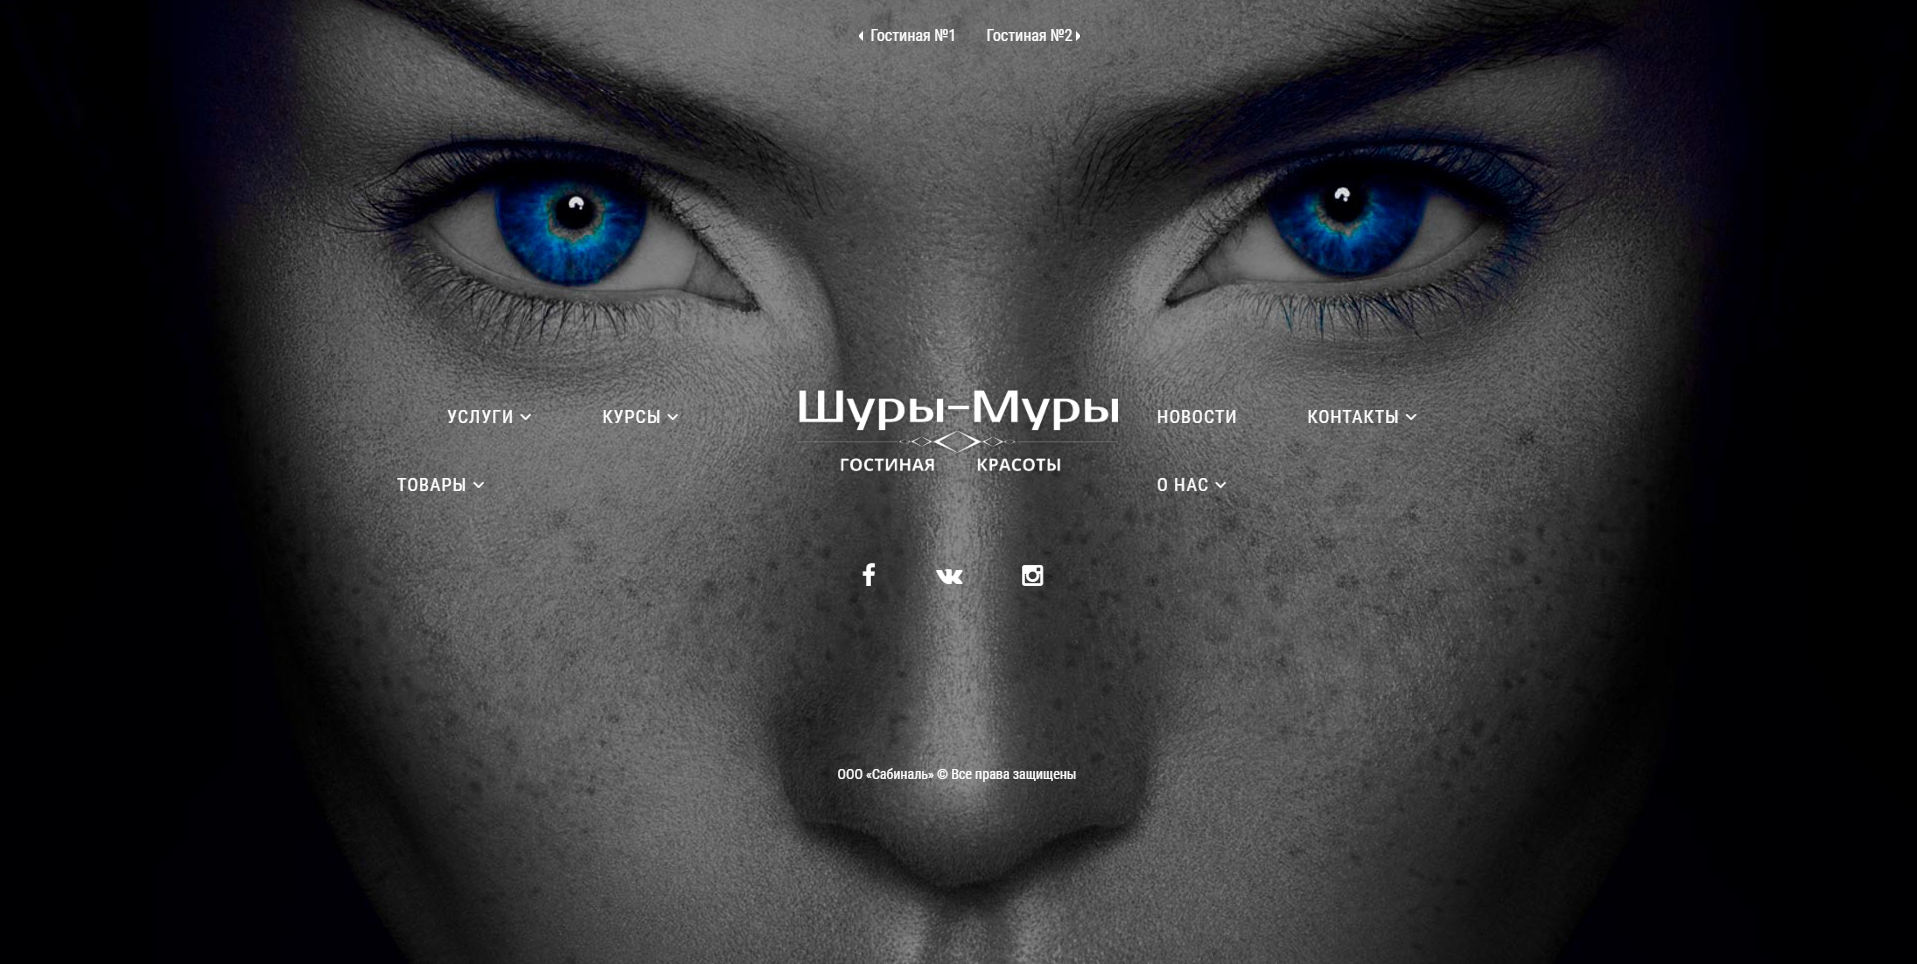 Гостиная №1 Гостиная №2
УСЛУГИ КУРСЫ Шуры-Муры НОВОСТИ КОНТАКТЫ
ГОСТИНАЯ КРАСОТЫ
ТОВАРЫ О НАС
ООО «Сабиналь» © Все права защищены